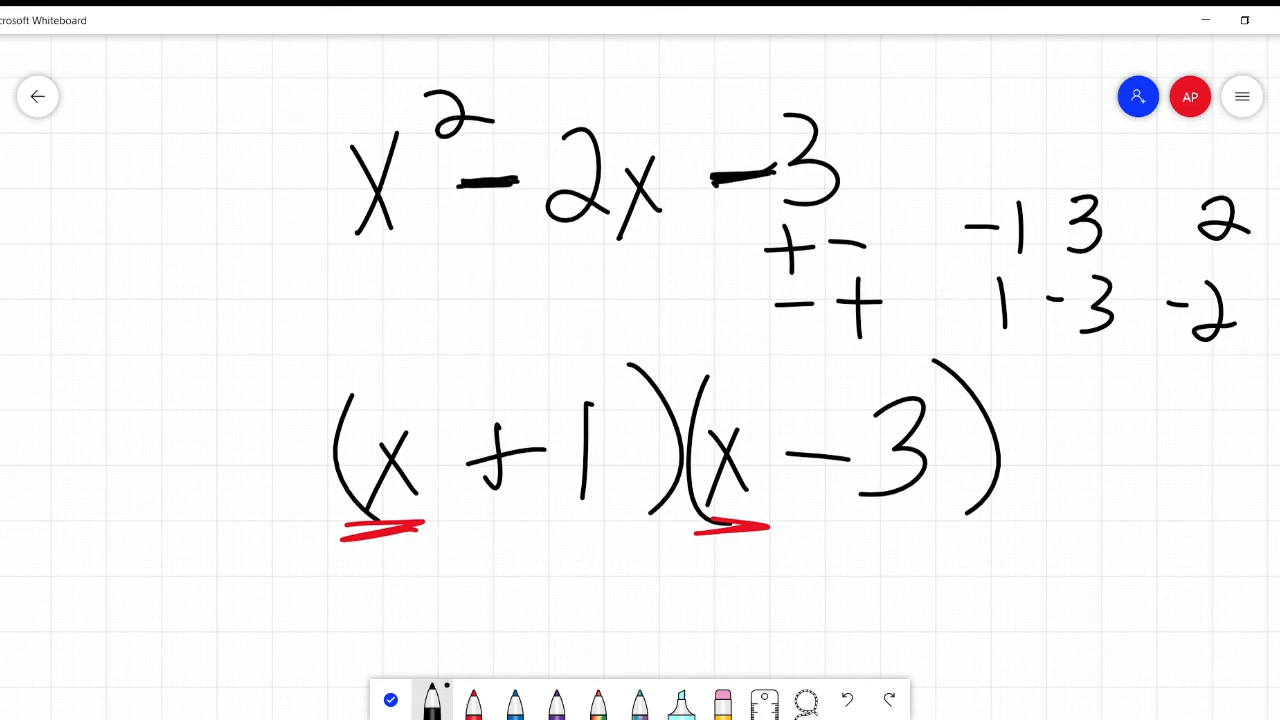 crosoft Whiteboard
AP
x² - 2x - 3
+ -
- +
-1 3 2
1 -3 -2
(x + 1)(x - 3)